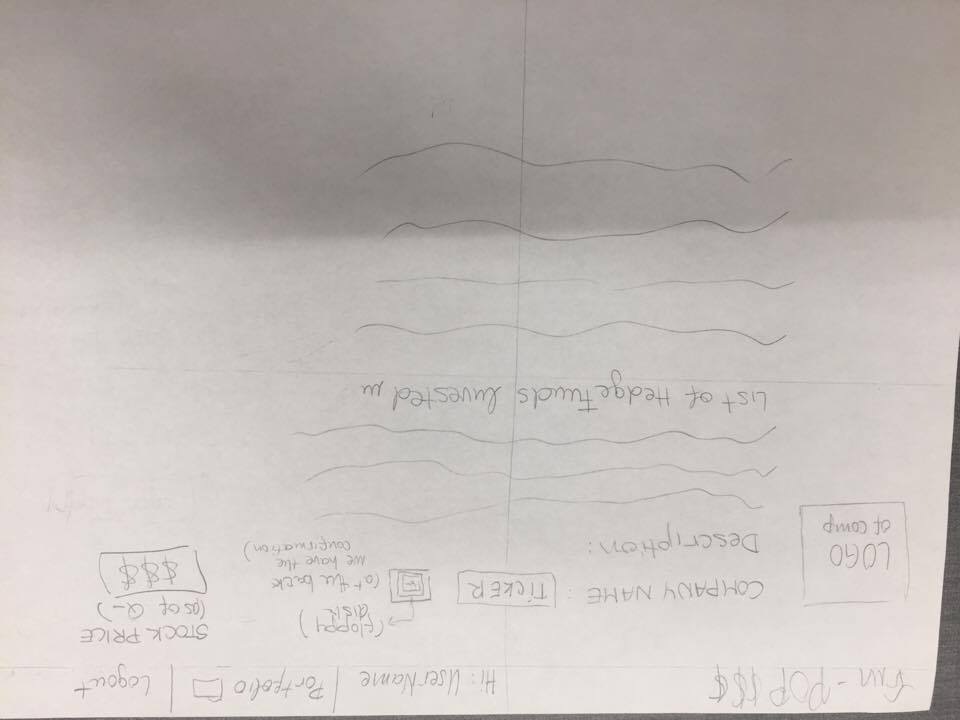 Fin-POP $$$ Hi: UserName | Portfolio | Logout
LOGO
of comp
COMPANY NAME: TICKER
(Floppy
disk)
(at the back
we have the
confirmation)
STOCK PRICE
(as of Q-)
$$$
Description:
List of Hedge Funds Invested in